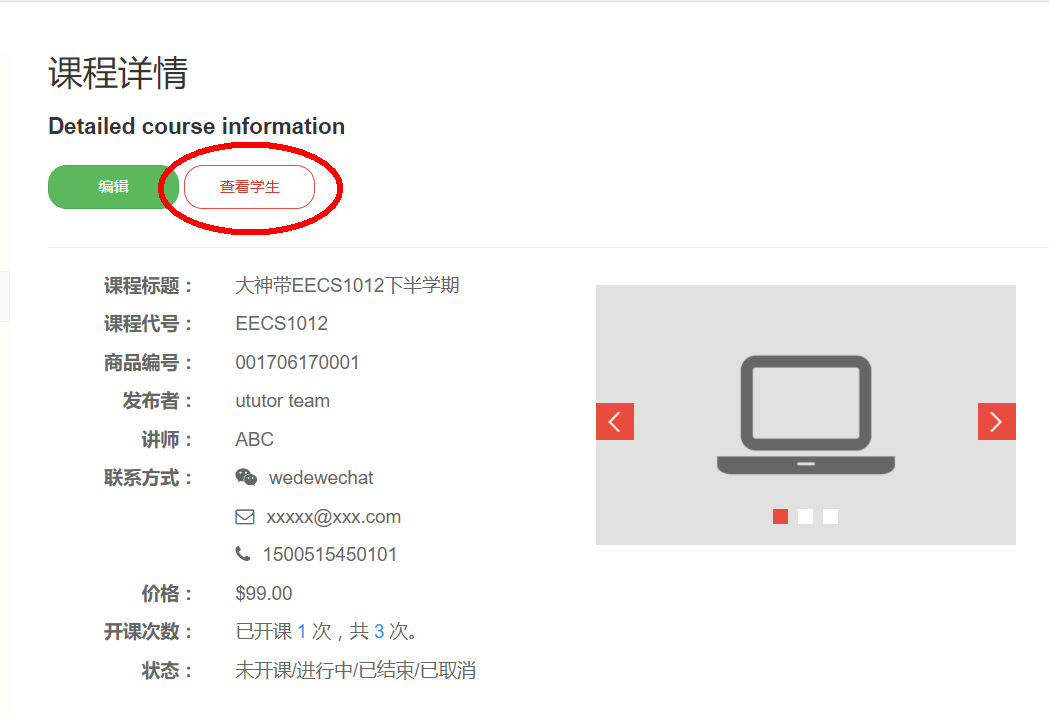 课程详情
Detailed course information
编辑 查看学生
课程标题： 大神带EECS1012下半学期
课程代号： EECS1012
商品编号： 001706170001
发布者： ututor team
讲师： ABC
联系方式： wedewechat
xxxxx@xxx.com
1500515450101
价格： $99.00
开课次数： 已开课 1 次，共 3 次。
状态： 未开课/进行中/已结束/已取消